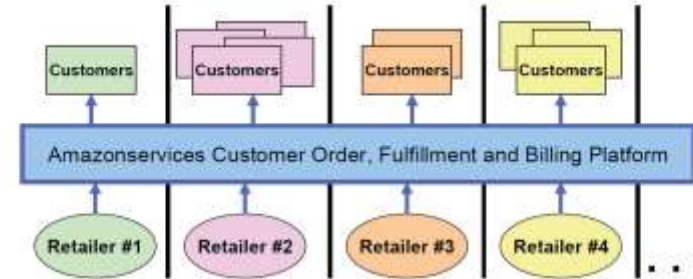 Customers Customers Customers Customers
Amazonservices Customer Order, Fulfillment and Billing Platform
Retailer #1 Retailer #2 Retailer #3 Retailer #4 . .